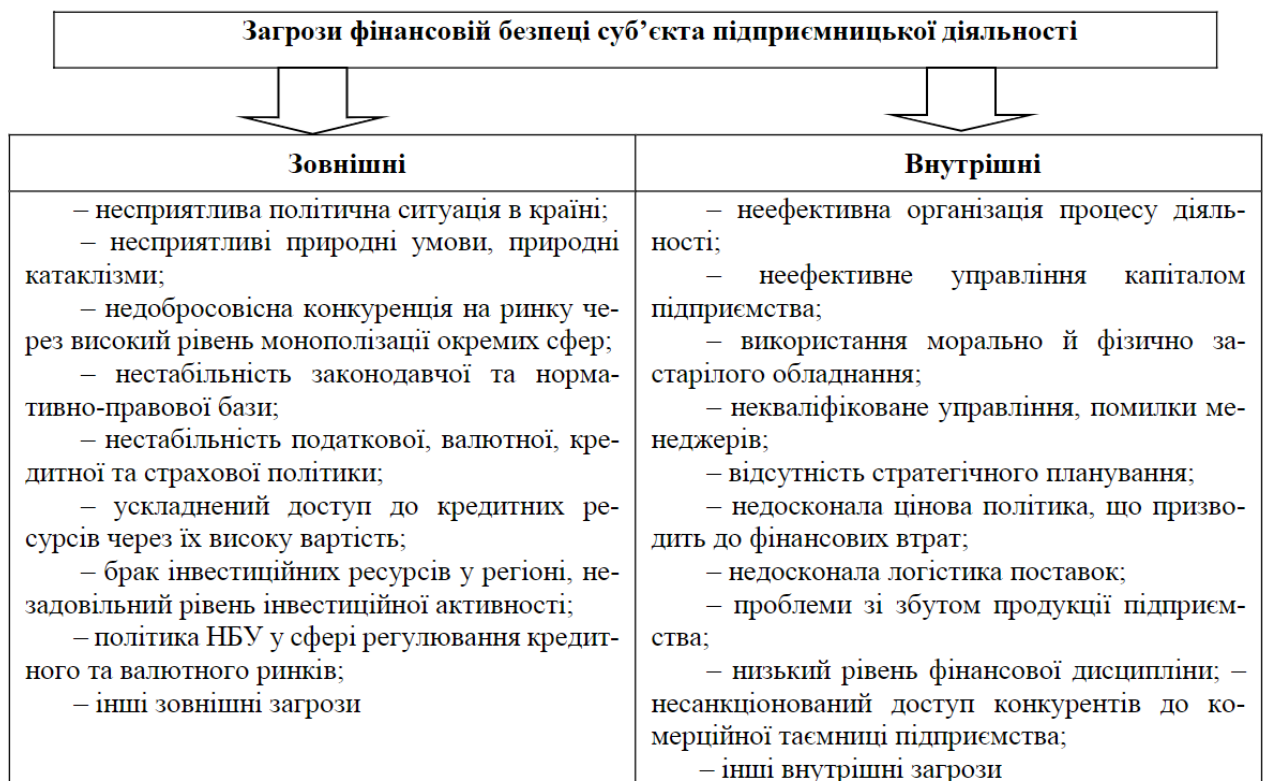 Загрози фінансовій безпеці суб’єкта підприємницької діяльності
Зовнішні
– несприятлива політична ситуація в країні;
– несприятливі природні умови, природні
катаклізми;
– недобросовісна конкуренція на ринку че-
рез високий рівень монополізації окремих сфер;
– нестабільність законодавчої та норма-
тивно-правової бази;
– нестабільність податкової, валютної, кре-
дитної та страхової політики;
– ускладнений доступ до кредитних ре-
сурсів через їх високу вартість;
– брак інвестиційних ресурсів у регіоні, не-
задовільний рівень інвестиційної активності;
– політика НБУ у сфері регулювання кредит-
ного та валютного ринків;
– інші зовнішні загрози
Внутрішні
– неефективна організація процесу діяль-
ності;
– неефективне управління капіталом
підприємства;
– використання морально й фізично за-
старілого обладнання;
– некваліфіковане управління, помилки ме-
неджерів;
– відсутність стратегічного планування;
– недосконала цінова політика, що призво-
дить до фінансових втрат;
– недосконала логістика поставок;
– проблеми зі збутом продукції підприєм-
ства;
– низький рівень фінансової дисципліни; –
несанкціонований доступ конкурентів до ко-
мерційної таємниці підприємства;
– інші внутрішні загрози